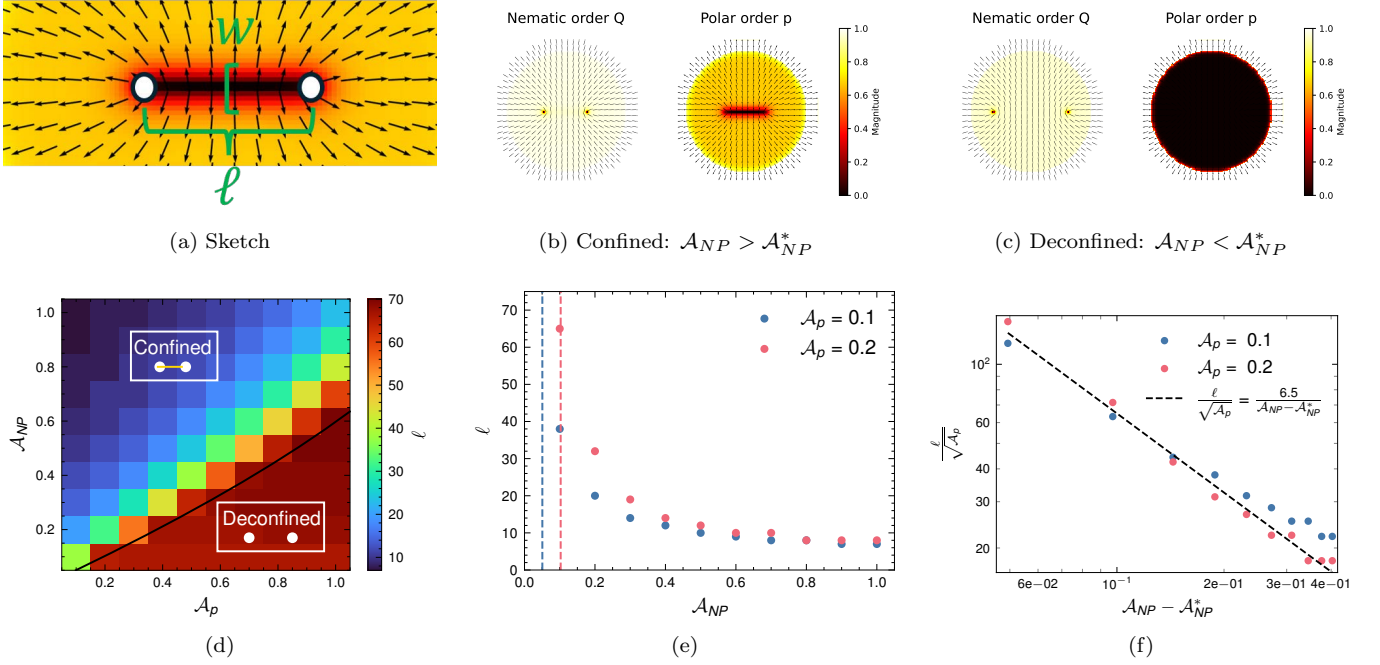 w
ℓ
(a) Sketch
Nematic order Q
Polar order p
1.0
0.8
0.6
0.4
0.2
0.0
Magnitude
(b) Confined: 𝒜_NP > 𝒜*_NP
Nematic order Q
Polar order p
1.0
0.8
0.6
0.4
0.2
0.0
Magnitude
(c) Deconfined: 𝒜_NP < 𝒜*_NP
1.0
0.8
0.6
0.4
0.2
𝒜_NP
Confined
Deconfined
0.2
0.4
0.6
0.8
1.0
𝒜_p
70
60
50
40
30
20
10
ℓ
(d)
70
60
50
40
30
20
10
0
ℓ
𝒜_p = 0.1
𝒜_p = 0.2
0.0
0.2
0.4
0.6
0.8
1.0
𝒜_NP
(e)
10²
60
40
30
20
ℓ/√𝒜_p
𝒜_p = 0.1
𝒜_p = 0.2
ℓ/√𝒜_p = 6.5/(𝒜_NP−𝒜*_NP)
6e−02
10⁻¹
2e−01
3e−01
4e−01
𝒜_NP − 𝒜*_NP
(f)